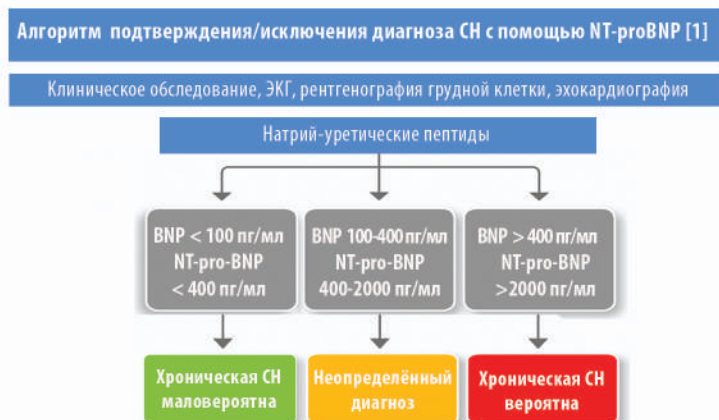 Алгоритм подтверждения/исключения диагноза СН с помощью NT-proBNP [1]
Клиническое обследование, ЭКГ, рентгенография грудной клетки, эхокардиография
Натрий-уретические пептиды
BNP < 100 пг/мл
NT-pro-BNP
< 400 пг/мл
BNP 100-400 пг/мл
NT-pro-BNP
400-2000 пг/мл
BNP > 400 пг/мл
NT-pro-BNP
>2000 пг/мл
Хроническая СН
маловероятна
Неопределённый
диагноз
Хроническая СН
вероятна